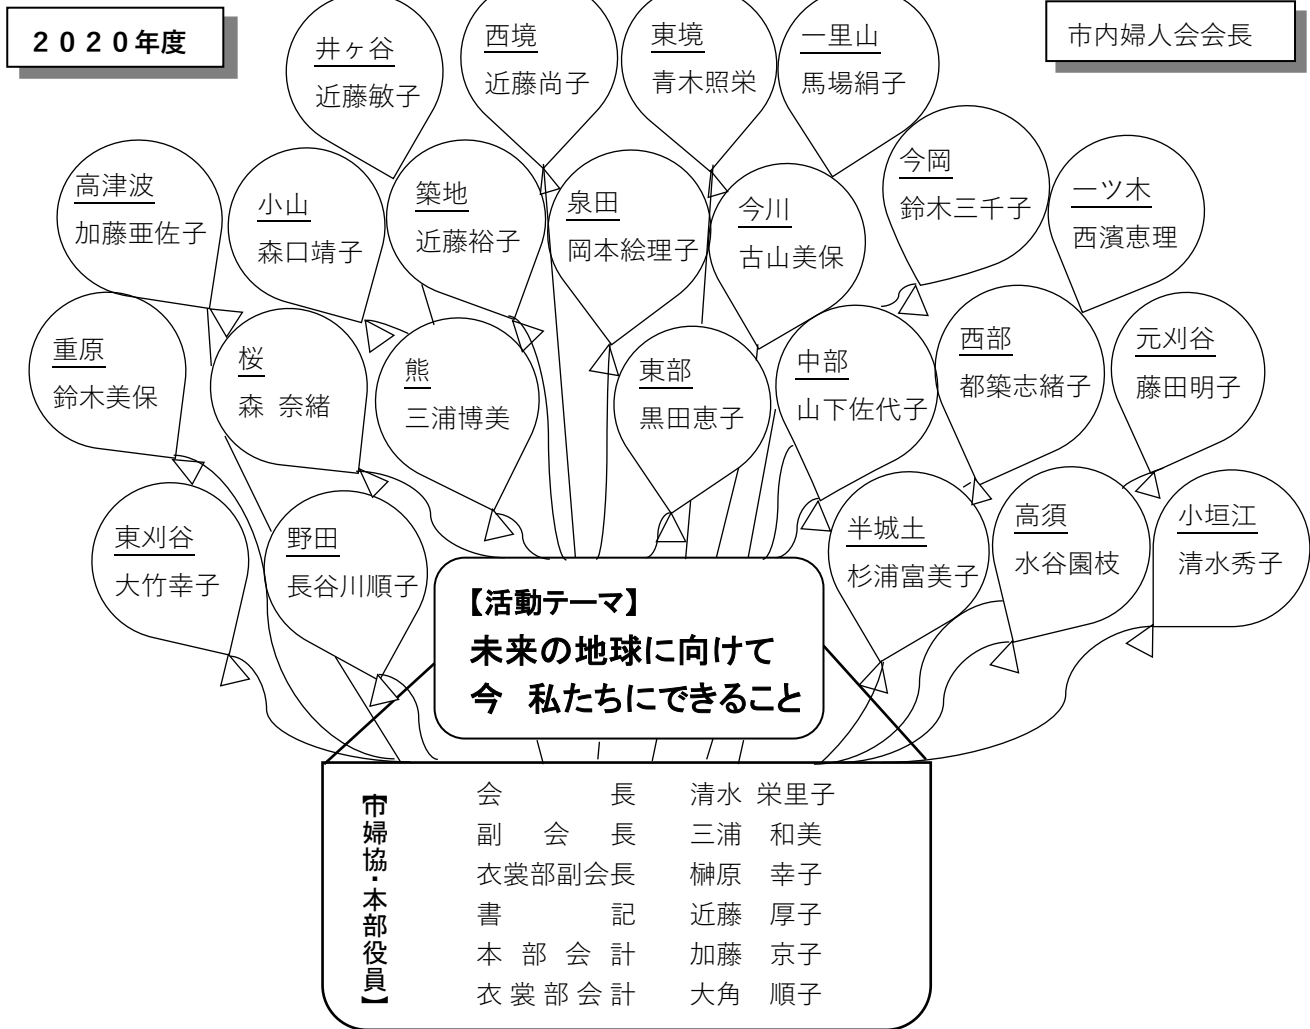 ２０２０年度
市内婦人会会長
井ヶ谷
近藤敏子
西境
近藤尚子
東境
青木照栄
一里山
馬場絹子
高津波
加藤亜佐子
小山
森口靖子
築地
近藤裕子
泉田
岡本絵理子
今川
古山美保
今岡
鈴木三千子
一ツ木
西濱恵理
重原
鈴木美保
桜
森 奈緒
熊
三浦博美
東部
黒田恵子
中部
山下佐代子
西部
都築志緒子
元刈谷
藤田明子
東刈谷
大竹幸子
野田
長谷川順子
半城土
杉浦富美子
高須
水谷園枝
小垣江
清水秀子
【活動テーマ】
未来の地球に向けて
今　私たちにできること
【市婦協・本部役員】
会長　清水 栄里子
副会長　三浦 和美
衣裳部副会長　榊原 幸子
書記　近藤 厚子
本部会計　加藤 京子
衣裳部会計　大角 順子